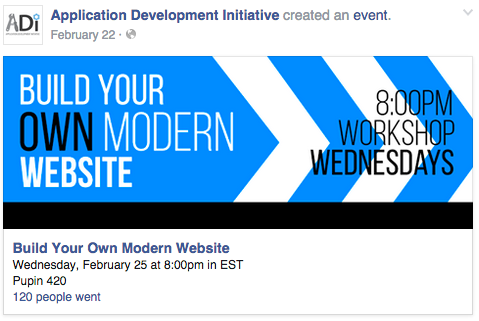 ADi
Application Development Initiative created an event.
February 22 ·
BUILD YOUR
OWN MODERN
WEBSITE
8:00PM
WORKSHOP
WEDNESDAYS
Build Your Own Modern Website
Wednesday, February 25 at 8:00pm in EST
Pupin 420
120 people went